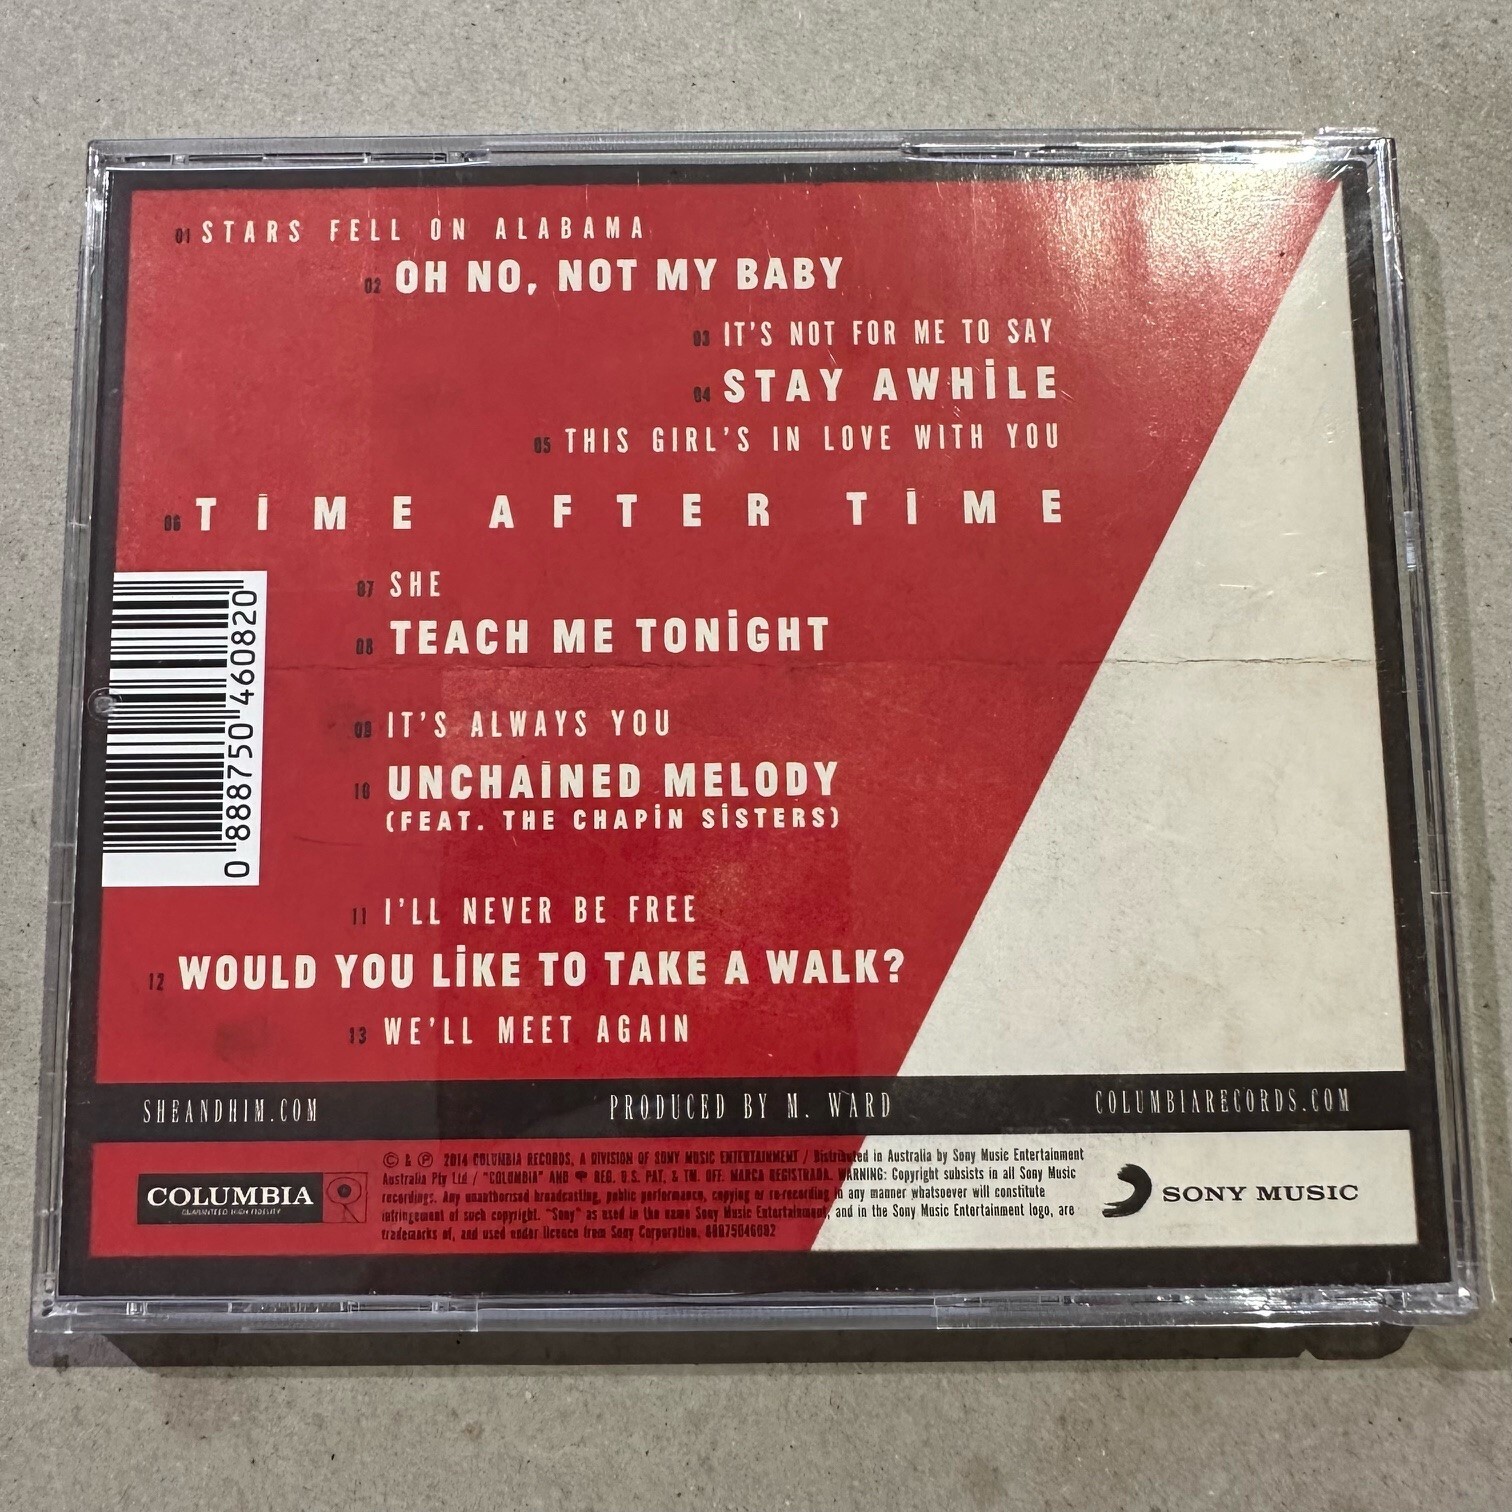 01 STARS FELL ON ALABAMA
02 OH NO, NOT MY BABY
03 IT'S NOT FOR ME TO SAY
04 STAY AWHiLE
05 THIS GIRL'S IN LOVE WITH YOU
06 TIME AFTER TIME
07 SHE
08 TEACH ME TONiGHT
09 IT'S ALWAYS YOU
10 UNCHAINED MELODY
(FEAT. THE CHAPiN SiSTERS)
11 I'LL NEVER BE FREE
12 WOULD YOU LiKE TO TAKE A WALK?
13 WE'LL MEET AGAIN
0 888750 460820
SHEANDHIM.COM PRODUCED BY M. WARD COLUMBIARECORDS.COM
COLUMBIA
GUARANTEED HIGH FIDELITY
© & ℗ 2014 COLUMBIA RECORDS, A DIVISION OF SONY MUSIC ENTERTAINMENT / Distributed in Australia by Sony Music Entertainment
Australia Pty Ltd / "COLUMBIA" AND REG. U.S. PAT. & TM. OFF. MARCA REGISTRADA. WARNING: Copyright subsists in all Sony Music
recordings. Any unauthorised broadcasting, public performance, copying or re-recording in any manner whatsoever will constitute
infringement of such copyright. "Sony" as used in the name Sony Music Entertainment, and in the Sony Music Entertainment logo, are
trademarks of, and used under licence from Sony Corporation. 88875046082
SONY MUSIC